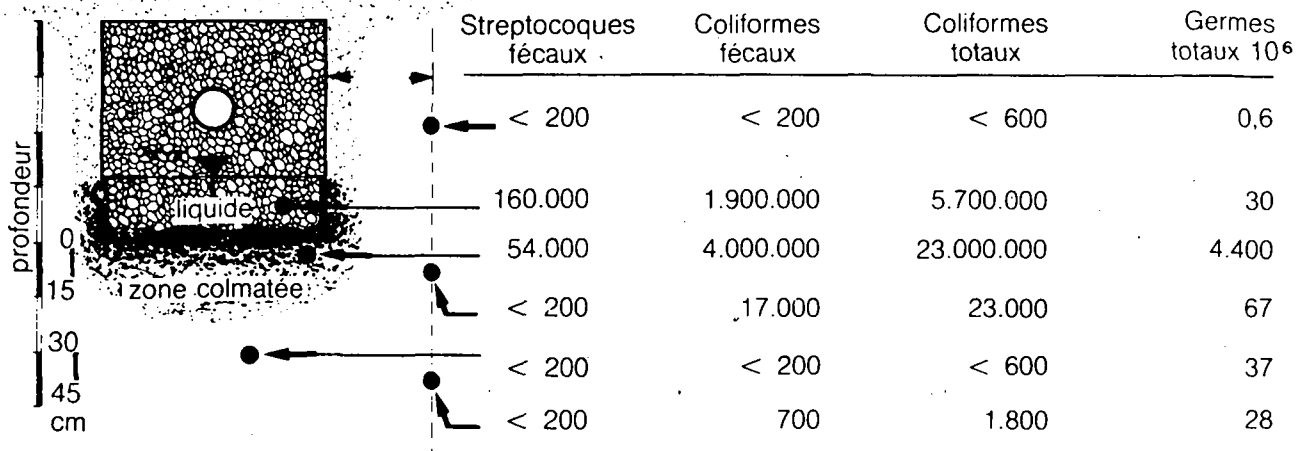 Streptocoques Coliformes Coliformes Germes
fécaux fécaux totaux totaux 10⁶
< 200 < 200 < 600 0,6
profondeur
liquide 160.000 1.900.000 5.700.000 30
0 54.000 4.000.000 23.000.000 4.400
15 zone colmatée < 200 17.000 23.000 67
30 < 200 < 200 < 600 37
45
cm < 200 700 1.800 28